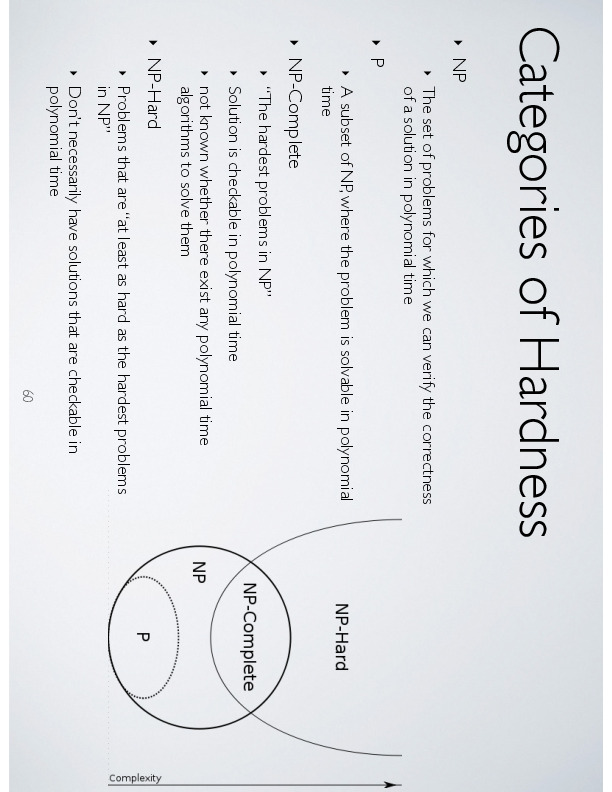 Categories of Hardness
‣ NP
‣ The set of problems for which we can verify the correctness
of a solution in polynomial time
‣ P
‣ A subset of NP, where the problem is solvable in polynomial
time
‣ NP-Complete
‣ "The hardest problems in NP"
‣ Solution is checkable in polynomial time
‣ not known whether there exist any polynomial time
algorithms to solve them
‣ NP-Hard
‣ Problems that are "at least as hard as the hardest problems
in NP"
‣ Don't necessarily have solutions that are checkable in
polynomial time
NP-Hard
NP-Complete
NP
P
Complexity
60